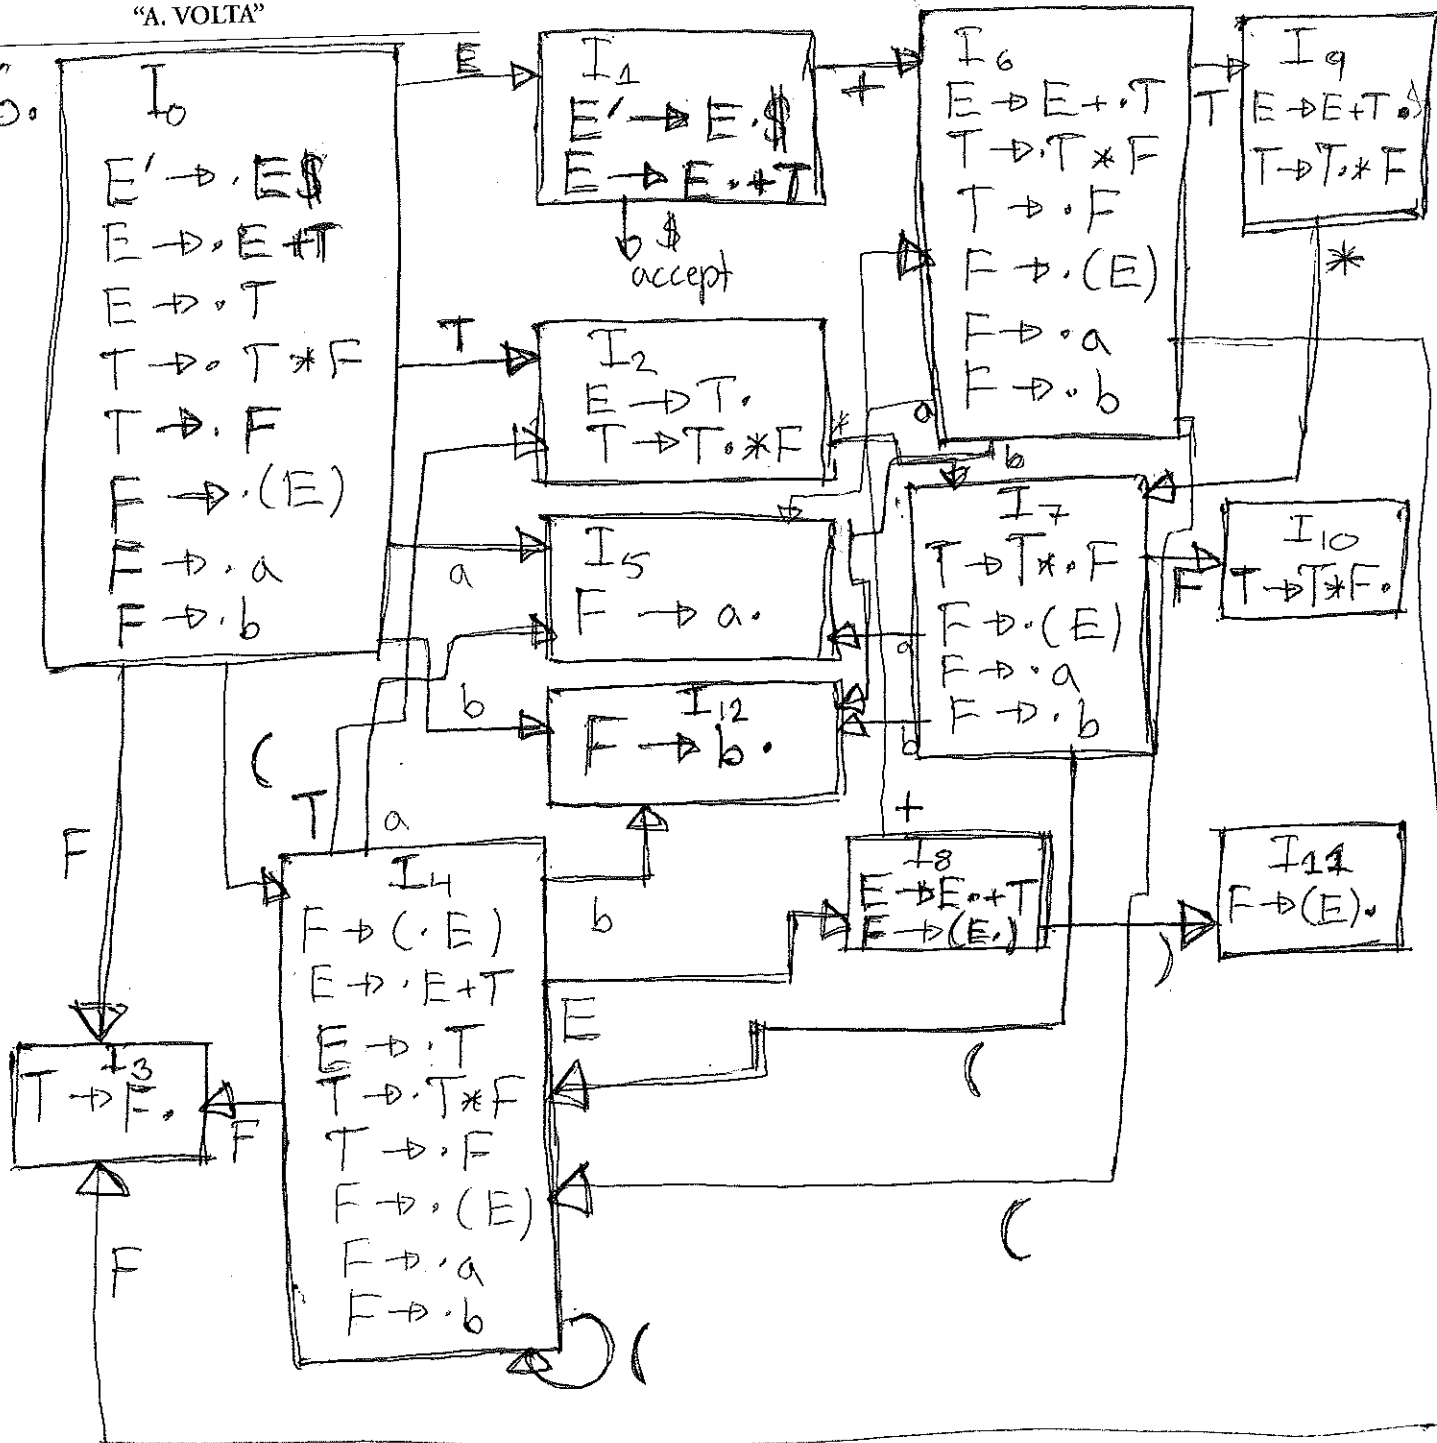 "A. VOLTA"
I0
E' → . E$
E → . E+T
E → . T
T → . T * F
T → . F
F → . (E)
F → . a
F → . b
E
I1
E' → E . $
E → E . + T
$
accept
+
I6
E → E + . T
T → . T * F
T → . F
F → . (E)
F → . a
F → . b
T
I9
E → E + T .
T → T . * F
*
T
I2
E → T .
T → T . * F
*
a
b
a
I5
F → a .
I7
T → T * . F
F → . (E)
F → . a
F → . b
F
I10
T → T * F .
a
b
b
I12
F → b .
(
F
T
a
I4
F → ( . E)
E → . E + T
E → . T
T → . T * F
T → . F
F → . (E)
F → . a
F → . b
b
+
I8
E → E . + T
F → (E . )
)
I11
F → (E) .
E
(
I3
T → F .
F
(
F
(